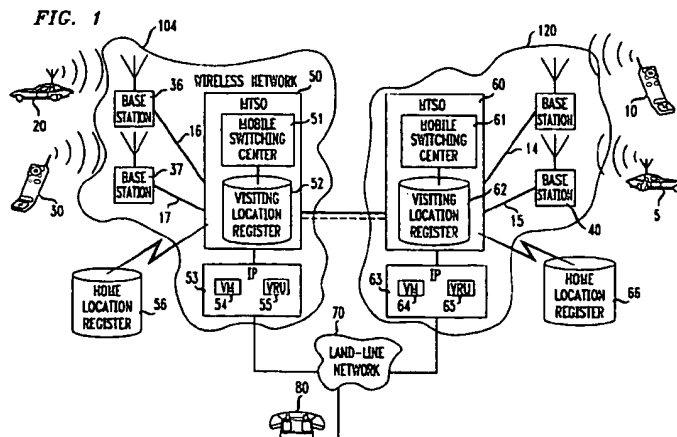 FIG. 1
104
120
WIRELESS NETWORK
50
MTSO
51
MOBILE
SWITCHING
CENTER
52
VISITING
LOCATION
REGISTER
36
BASE
STATION
16
37
BASE
STATION
17
20
30
HOME
LOCATION
REGISTER
56
53
IP
VM
54
VRU
55
60
MTSO
61
MOBILE
SWITCHING
CENTER
62
VISITING
LOCATION
REGISTER
14
15
BASE
STATION
BASE
STATION
40
10
5
63
IP
VM
64
VRU
65
HOME
LOCATION
REGISTER
66
70
LAND-LINE
NETWORK
80